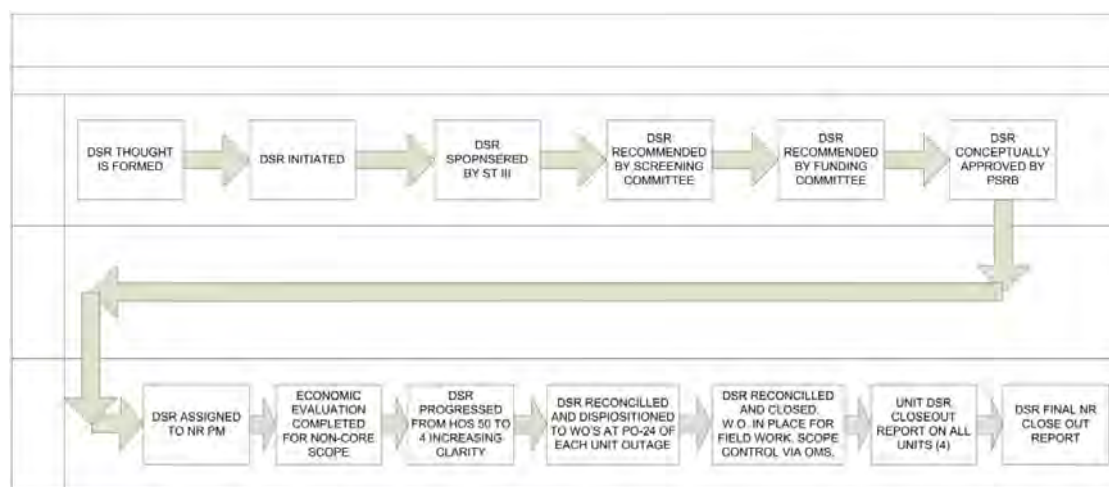 DSR THOUGHT
IS FORMED
DSR INITIATED
DSR
SPOPNSERED
BY ST III
DSR
RECOMMENDED
BY SCREENING
COMMITTEE
DSR
RECOMMENDED
BY FUNDING
COMMITTEE
DSR
CONCEPTUALLY
APPROVED BY
PSRB
DSR ASSIGNED
TO NR PM
ECONOMIC
EVALUATION
COMPLETED
FOR NON-CORE
SCOPE
DSR
PROGRESSED
FROM HOS 50 TO
4 INCREASING
CLARITY
DSR RECONCILLED
AND DISPIOSITIONED
TO WO'S AT PO-24 OF
EACH UNIT OUTAGE
DSR RECONCILLED
AND CLOSED.
W.O. IN PLACE FOR
FIELD WORK. SCOPE
CONTROL VIA OMS.
UNIT DSR
CLOSEOUT
REPORT ON ALL
UNITS (4)
DSR FINAL NR
CLOSE OUT
REPORT